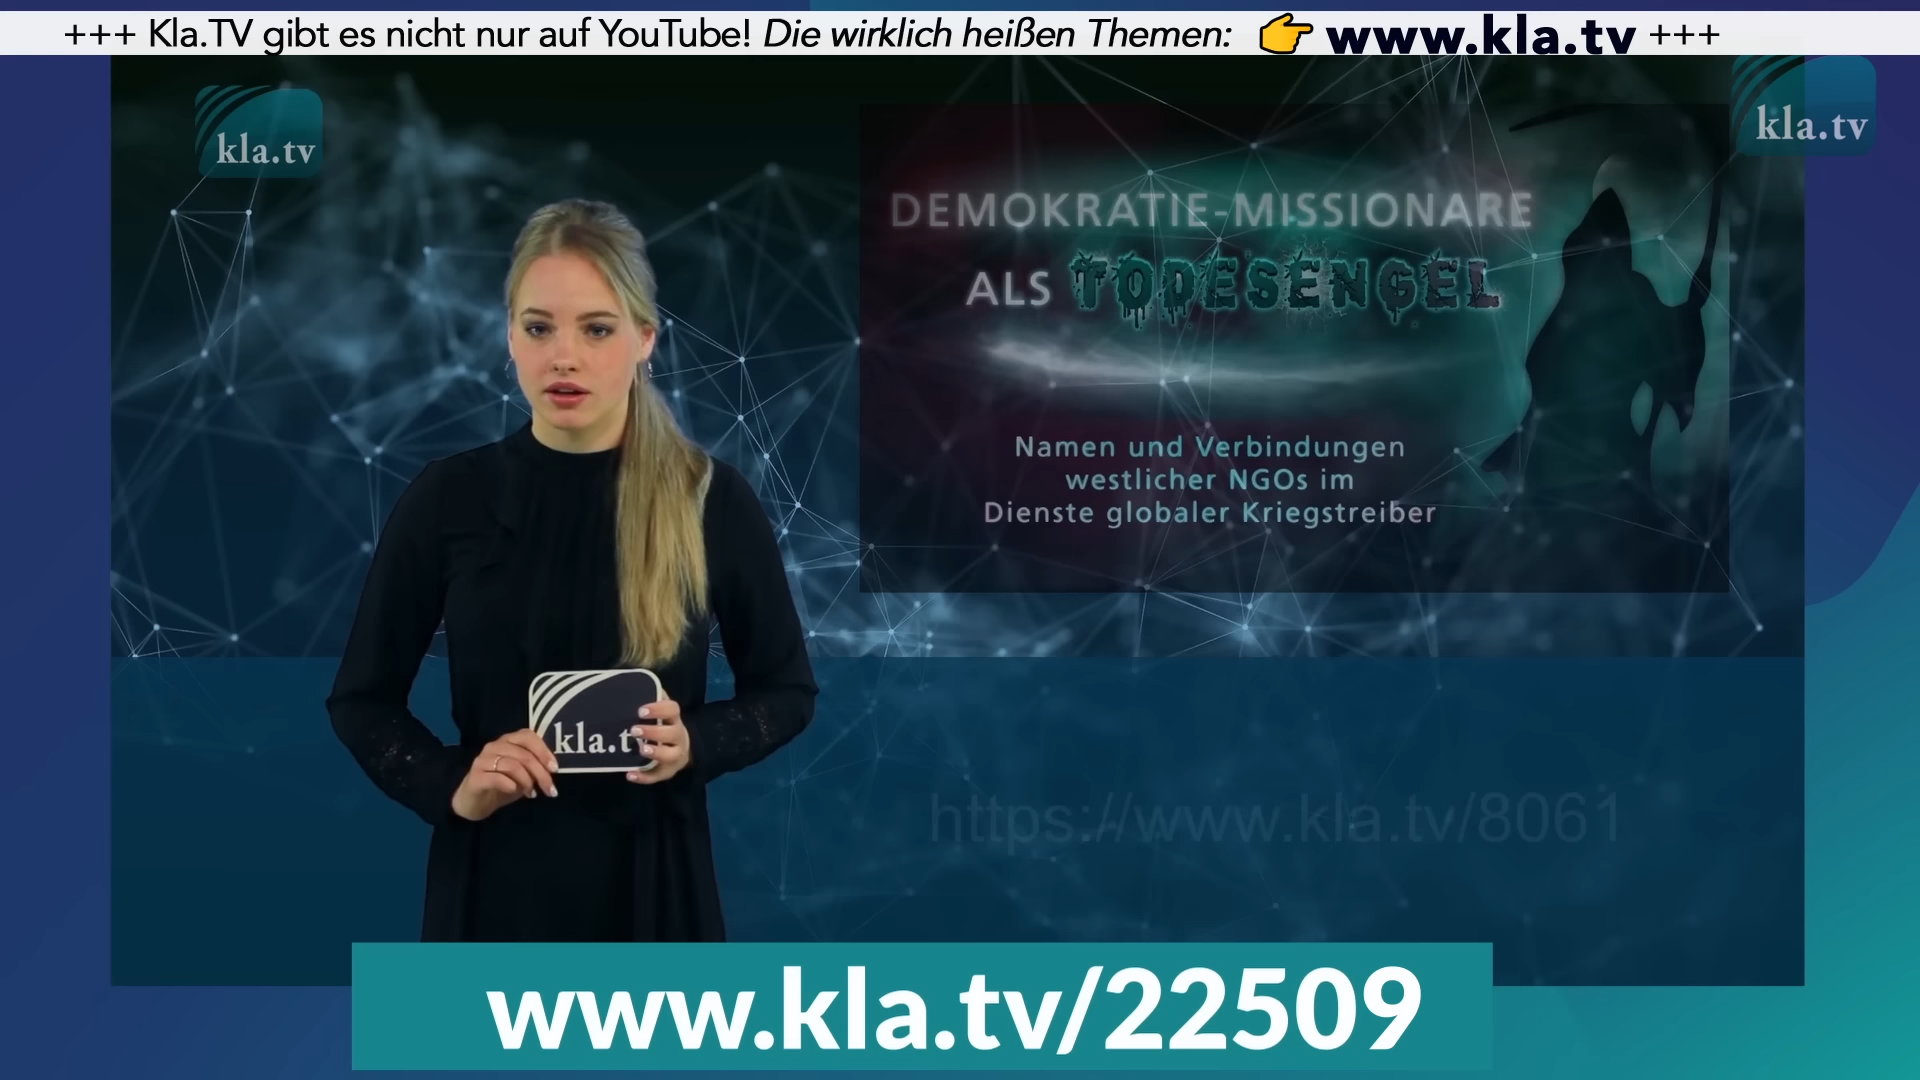 +++ Kla.TV gibt es nicht nur auf YouTube! Die wirklich heißen Themen: 👉 www.kla.tv +++
kla.tv
kla.tv
DEMOKRATIE-MISSIONARE
ALS TODESENGEL
Namen und Verbindungen
westlicher NGOs im
Dienste globaler Kriegstreiber
kla.tv
https://www.kla.tv/8061
www.kla.tv/22509